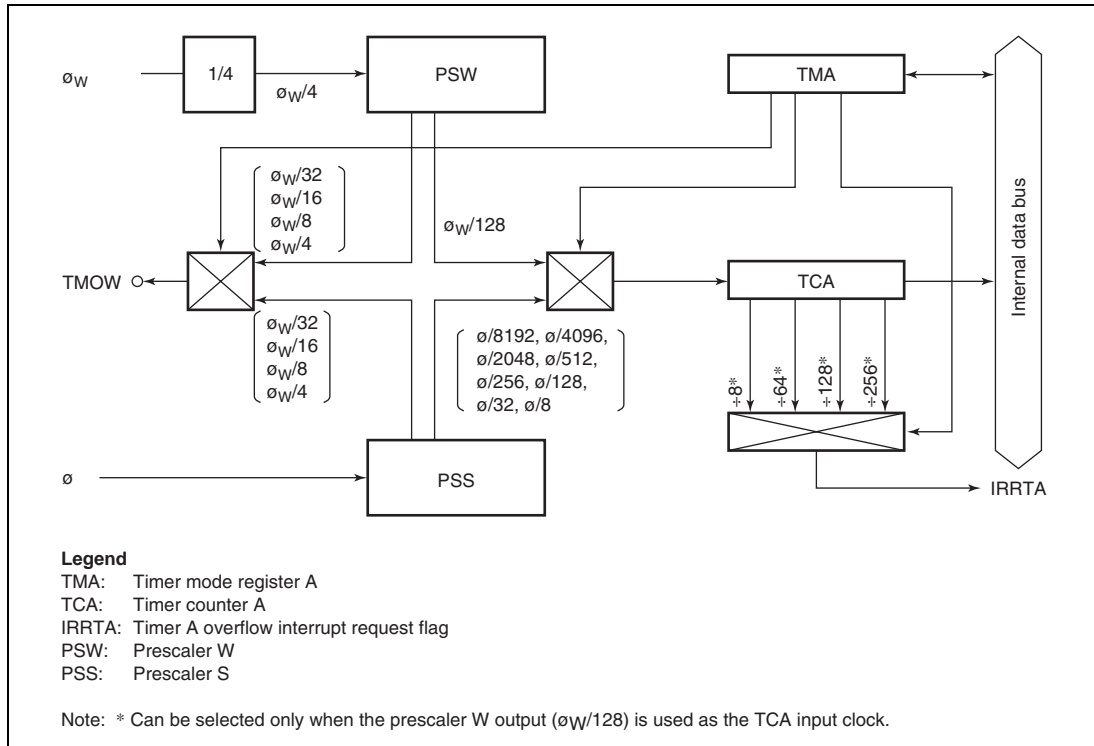 øW
1/4
øW/4
PSW
TMA
øW/32
øW/16
øW/8
øW/4
øW/128
TMOW
TCA
Internal data bus
øW/32
øW/16
øW/8
øW/4
ø/8192, ø/4096,
ø/2048, ø/512,
ø/256, ø/128,
ø/32, ø/8
÷8*
÷64*
÷128*
÷256*
ø
PSS
IRRTA
Legend
TMA: Timer mode register A
TCA: Timer counter A
IRRTA: Timer A overflow interrupt request flag
PSW: Prescaler W
PSS: Prescaler S
Note: * Can be selected only when the prescaler W output (øW/128) is used as the TCA input clock.